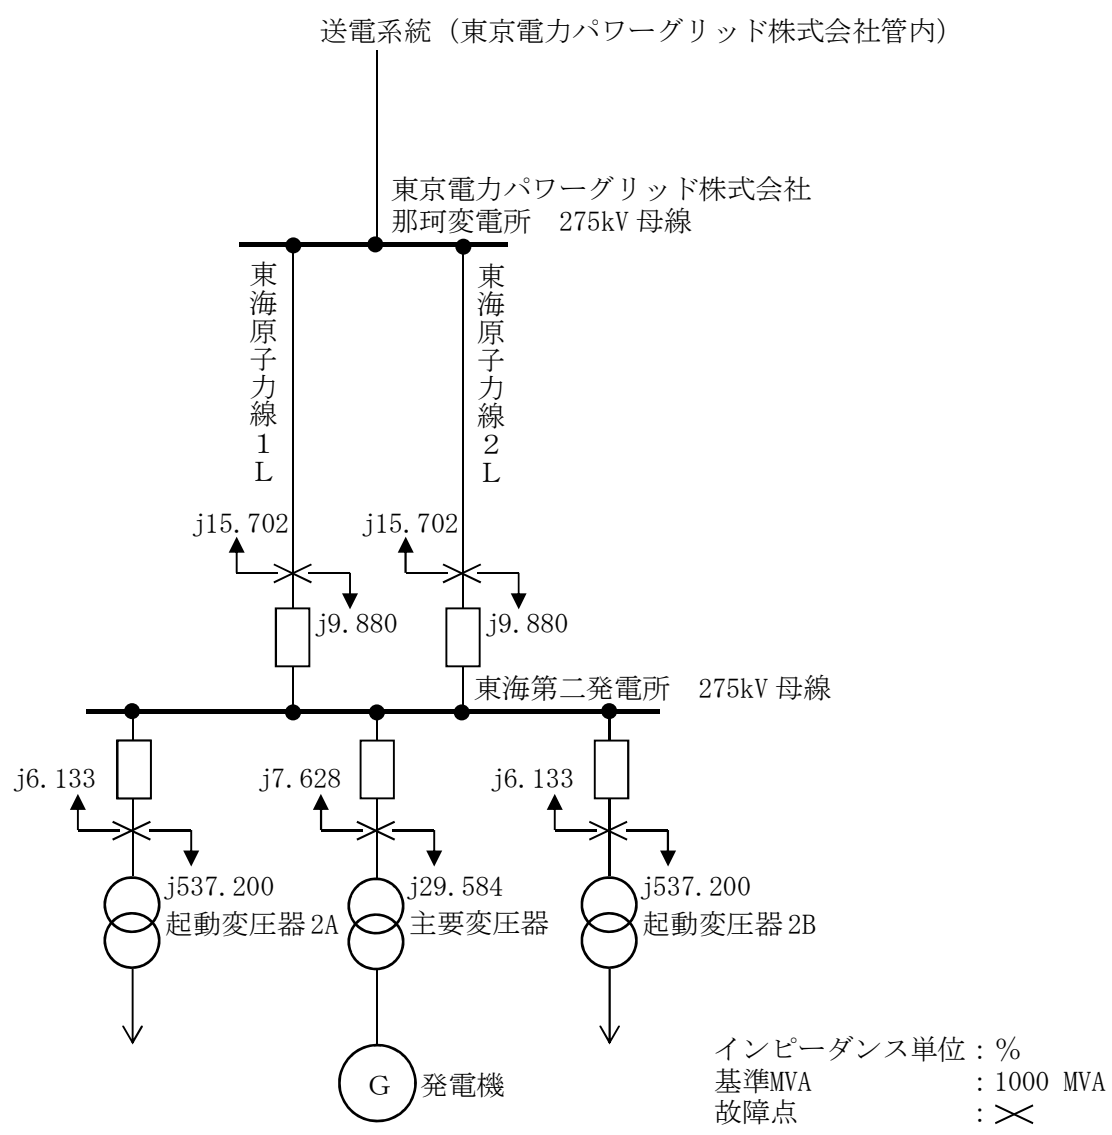 送電系統（東京電力パワーグリッド株式会社管内）
東京電力パワーグリッド株式会社
那珂変電所　275kV 母線
東海原子力線１Ｌ
東海原子力線２Ｌ
j15.702
j15.702
j9.880
j9.880
東海第二発電所　275kV 母線
j6.133
j7.628
j6.133
j537.200
j29.584
j537.200
起動変圧器 2A
主要変圧器
起動変圧器 2B
G
発電機
インピーダンス単位：％
基準MVA　：1000 MVA
故障点　：